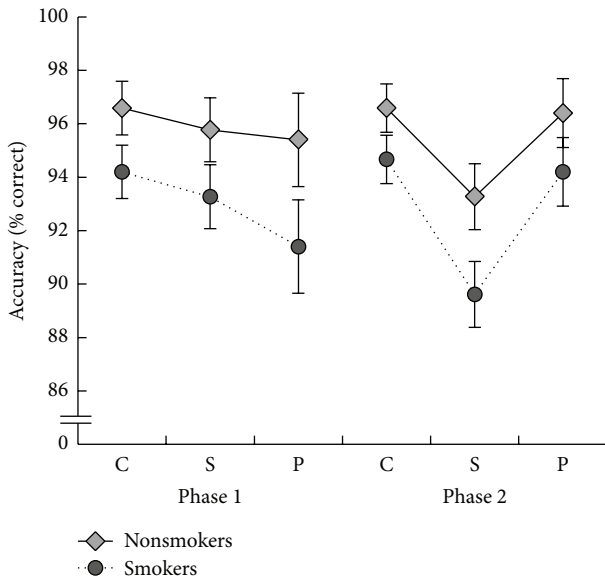 100
98
96
94
92
90
88
86
0
Accuracy (% correct)
C S P C S P
Phase 1 Phase 2
Nonsmokers
Smokers